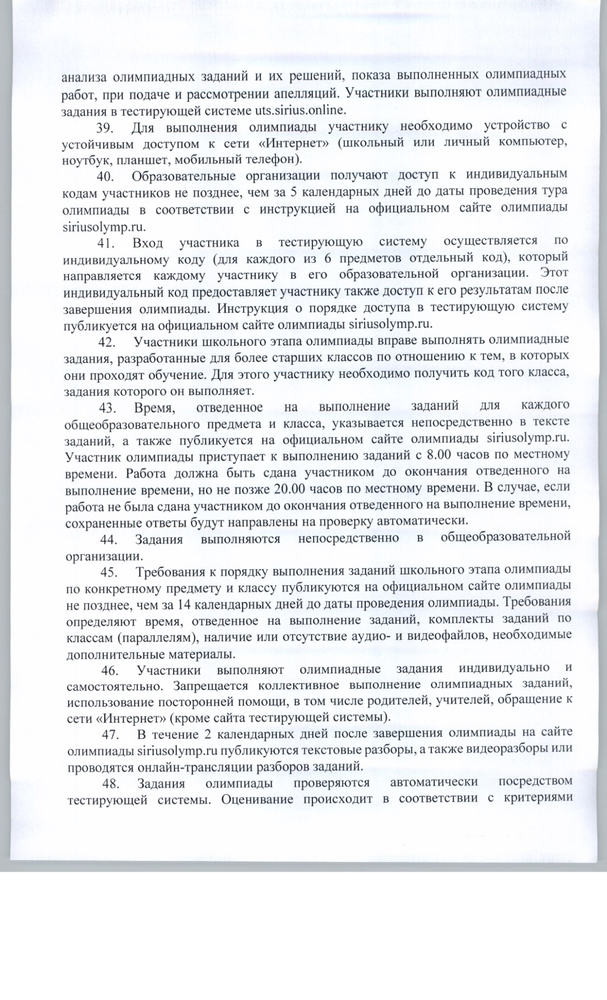 анализа олимпиадных заданий и их решений, показа выполненных олимпиадных
работ, при подаче и рассмотрении апелляций. Участники выполняют олимпиадные
задания в тестирующей системе uts.sirius.online.
39. Для выполнения олимпиады участнику необходимо устройство с
устойчивым доступом к сети «Интернет» (школьный или личный компьютер,
ноутбук, планшет, мобильный телефон).
40. Образовательные организации получают доступ к индивидуальным
кодам участников не позднее, чем за 5 календарных дней до даты проведения тура
олимпиады в соответствии с инструкцией на официальном сайте олимпиады
siriusolymp.ru.
41. Вход участника в тестирующую систему осуществляется по
индивидуальному коду (для каждого из 6 предметов отдельный код), который
направляется каждому участнику в его образовательной организации. Этот
индивидуальный код предоставляет участнику также доступ к его результатам после
завершения олимпиады. Инструкция о порядке доступа в тестирующую систему
публикуется на официальном сайте олимпиады siriusolymp.ru.
42. Участники школьного этапа олимпиады вправе выполнять олимпиадные
задания, разработанные для более старших классов по отношению к тем, в которых
они проходят обучение. Для этого участнику необходимо получить код того класса,
задания которого он выполняет.
43. Время, отведенное на выполнение заданий для каждого
общеобразовательного предмета и класса, указывается непосредственно в тексте
заданий, а также публикуется на официальном сайте олимпиады siriusolymp.ru.
Участник олимпиады приступает к выполнению заданий с 8.00 часов по местному
времени. Работа должна быть сдана участником до окончания отведенного на
выполнение времени, но не позже 20.00 часов по местному времени. В случае, если
работа не была сдана участником до окончания отведенного на выполнение времени,
сохраненные ответы будут направлены на проверку автоматически.
44. Задания выполняются непосредственно в общеобразовательной
организации.
45. Требования к порядку выполнения заданий школьного этапа олимпиады
по конкретному предмету и классу публикуются на официальном сайте олимпиады
не позднее, чем за 14 календарных дней до даты проведения олимпиады. Требования
определяют время, отведенное на выполнение заданий, комплекты заданий по
классам (параллелям), наличие или отсутствие аудио- и видеофайлов, необходимые
дополнительные материалы.
46. Участники выполняют олимпиадные задания индивидуально и
самостоятельно. Запрещается коллективное выполнение олимпиадных заданий,
использование посторонней помощи, в том числе родителей, учителей, обращение к
сети «Интернет» (кроме сайта тестирующей системы).
47. В течение 2 календарных дней после завершения олимпиады на сайте
олимпиады siriusolymp.ru публикуются текстовые разборы, а также видеоразборы или
проводятся онлайн-трансляции разборов заданий.
48. Задания олимпиады проверяются автоматически посредством
тестирующей системы. Оценивание происходит в соответствии с критериями